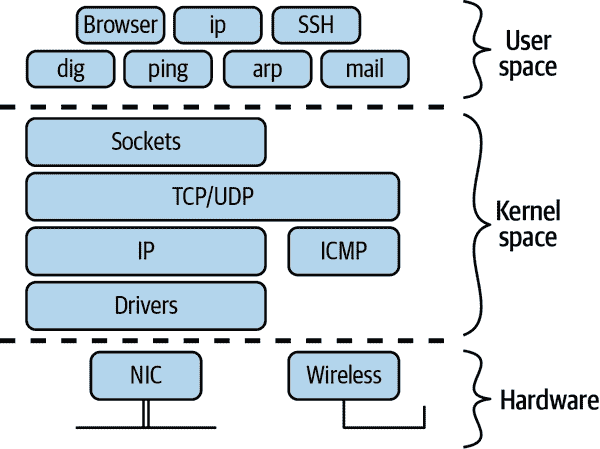 Browser
ip
SSH
User
space
dig
ping
arp
mail
Sockets
TCP/UDP
Kernel
space
IP
ICMP
Drivers
NIC
Wireless
Hardware